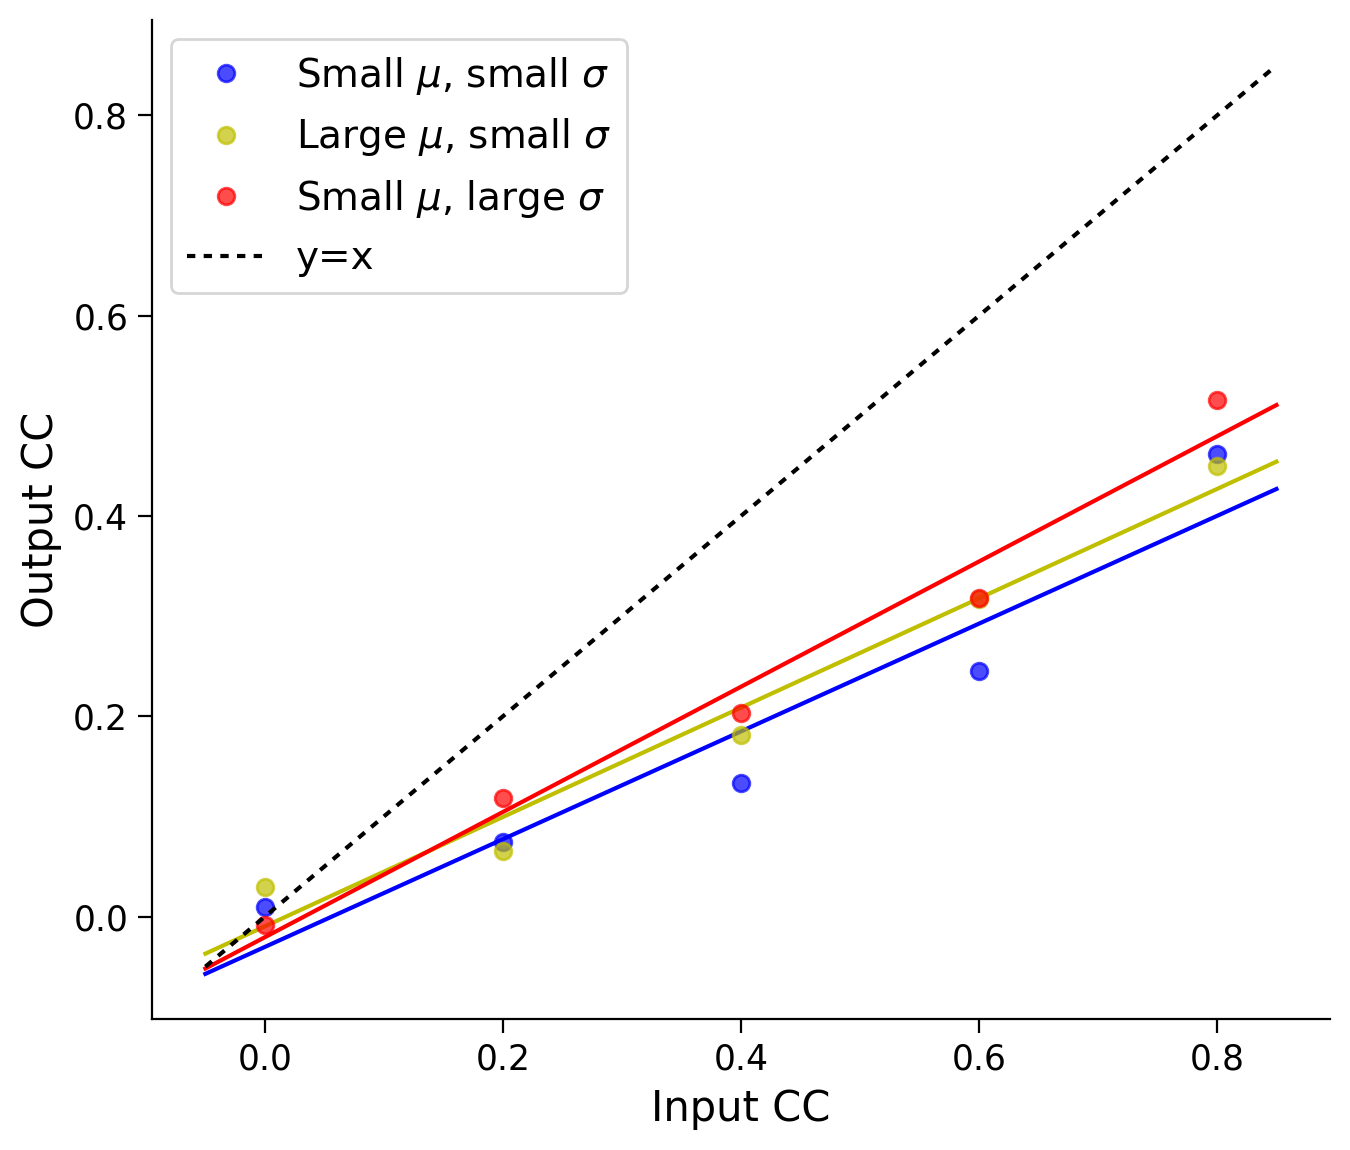 Small μ, small σ
Large μ, small σ
Small μ, large σ
y=x
0.8
0.6
0.4
0.2
0.0
Output CC
0.0 0.2 0.4 0.6 0.8
Input CC